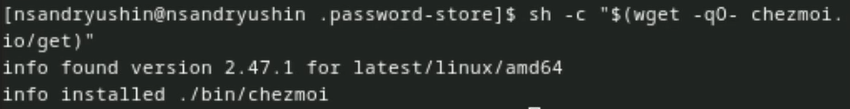 [nsandryushin@nsandryushin .password-store]$ sh -c "$(wget -qO- chezmoi.
io/get)"
info found version 2.47.1 for latest/linux/amd64
info installed ./bin/chezmoi